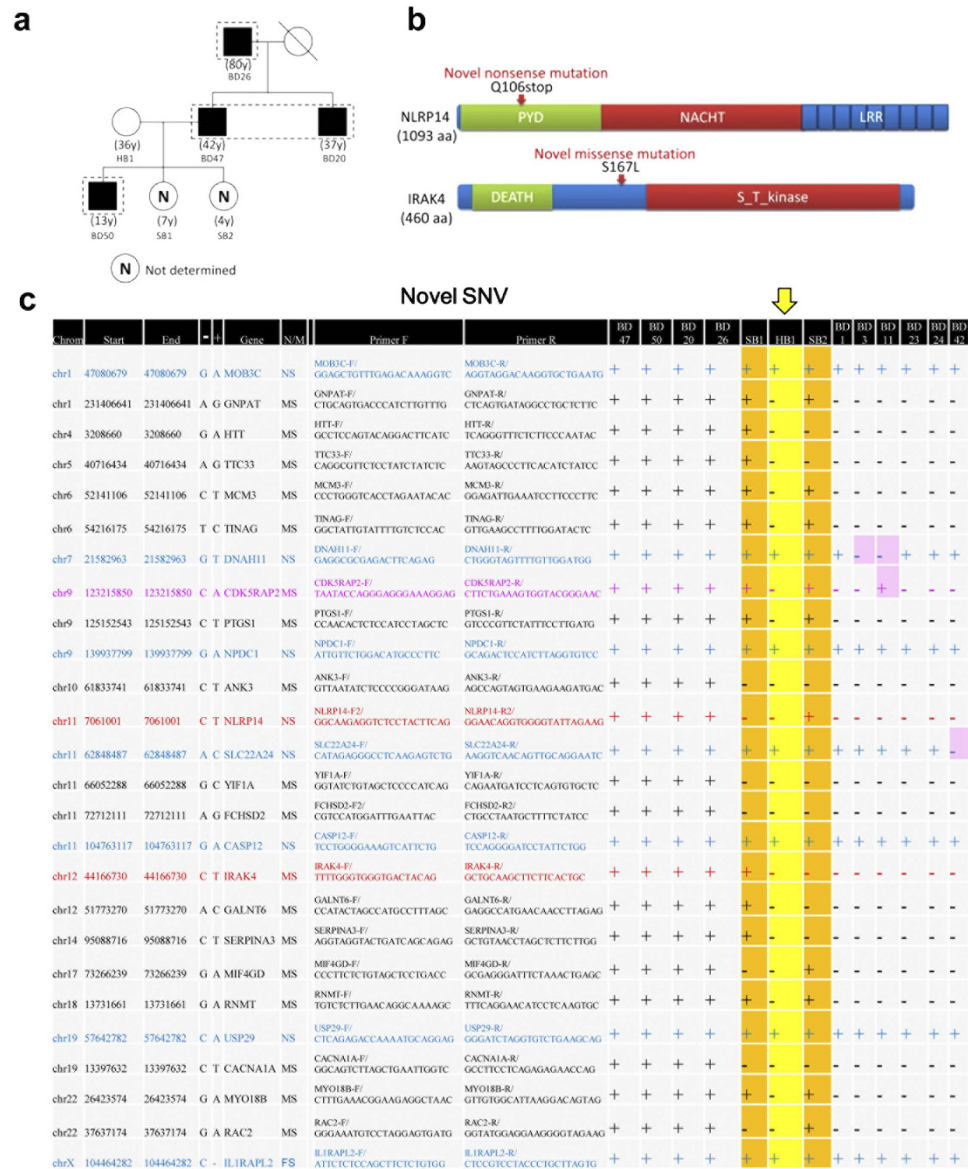 a
(80y)
BD26
(36y) (42y) (37y)
HB1 BD47 BD20
N N
(13y) (7y) (4y)
BD50 SB1 SB2
N Not determined
b
Novel nonsense mutation
Q106stop
NLRP14 PYD NACHT LRR
(1093 aa)
Novel missense mutation
S167L
IRAK4 DEATH S_T_kinase
(460 aa)
c
Novel SNV
Chrom Start End - + Gene N/M Primer F Primer R BD 47 BD 50 BD 20 BD 26 SB1 HB1 SB2 BD 1 BD 3 BD 11 BD 23 BD 24 BD 42
MOB3C-F/ MOB3C-R/
chr1 47080679 47080679 G A MOB3C NS GGAGCTGTTTGAGACAAAGGTC AGGTAGGACAAGGTGCTGAATG + + + + + + + + + + + + +
GNPAT-F/ GNPAT-R/
chr1 231406641 231406641 A G GNPAT MS CTGCAGTGACCCATCTTGTTTG CTCAGTGATAGGCCTGCTCTTC + + + + + - + - - - - - -
HTT-F/ HTT-R/
chr4 3208660 3208660 G A HTT MS GCCTCCAGTACAGGACTTCATC TCAGGGTTTCTCTTCCCAATAC + + + + + - - - - - - - -
TTC33-F/ TTC33-R/
chr5 40716434 40716434 A G TTC33 MS CAGGCGTTCTCCTATCTATCTC AAGTAGCCCTTCACATCTATCC + + + + + - - - - - - - -
MCM3-F/ MCM3-R/
chr6 52141106 52141106 C T MCM3 MS CCCTGGGTCACCTAGAATACAC GGAGATTGAAATCCTTCCCTTC + + + + + - + - - - - - -
TINAG-F/ TINAG-R/
chr6 54216175 54216175 T C TINAG MS GGCTATTGTATTTTGTCTCCAC GTTGAAGCCTTTTGGATACTC + + + + + - + - - - - - -
DNAH11-F/ DNAH11-R/
chr7 21582963 21582963 G T DNAH11 NS GAGGCGCGAGACTTCAGAG CTGGGTAGTTTTGTTGGATGG + + + + + + + + - - + + +
CDK5RAP2-F/ CDK5RAP2-R/
chr9 123215850 123215850 C A CDK5RAP2 MS TAATACCAGGGAGGGAAAGGAG CTTCTGAAAGTGGTACGGGAAC + + + + + - + - - + - - -
PTGS1-F/ PTGS1-R/
chr9 125152543 125152543 C T PTGS1 MS CCAACACTCTCCATCCTAGCTC GTCCCGTTCTATTTCCTTGATG + + + + + - + - - - - - -
NPDC1-F/ NPDC1-R/
chr9 139937799 139937799 G A NPDC1 NS ATTGTTCTGGACATGCCCTTC GCAGACTCCATCTTAGGTGTCC + + + + + + + + + + + + +
ANK3-F/ ANK3-R/
chr10 61833741 61833741 C T ANK3 MS GTTAATATCTCCCCGGGATAAG AGCCAGTAGTGAAGAAGATGAC + + + + - - - - - - - - -
NLRP14-F2/ NLRP14-R2/
chr11 7061001 7061001 C T NLRP14 NS GGCAAGAGGTCTCCTACTTCAG GGAACAGGTGGGGTATTAGAAG + + + + - - + - - - - - -
SLC22A24-F/ SLC22A24-R/
chr11 62848487 62848487 A C SLC22A24 NS CATAGAGGGCCTCAAGAGTCTG AAGGTCAACAGTTGCAGGAATC + + + + + + + + + + + + -
YIF1A-F/ YIF1A-R/
chr11 66052288 66052288 G C YIF1A MS GGTATCTGTAGCTCCCCATCAG CAGAATGATCCTCAGTGTGCTC + + + + - - - - - - - - -
FCHSD2-F2/ FCHSD2-R2/
chr11 72712111 72712111 A G FCHSD2 MS CGTCCATGGATTTGAATTAC CTGCCTAATGCTTTTCTATCC + + + + - - - - - - - - -
CASP12-F/ CASP12-R/
chr11 104763117 104763117 G A CASP12 NS TCCTGGGGAAAGTCATTCTG TCCAGGGGATCCTATTCTGG + + + + + + + + + + + + +
IRAK4-F/ IRAK4-R/
chr12 44166730 44166730 C T IRAK4 MS TTTTGGGTGGGTGACTACAG GCTGCAAGCTTCTTCACTGC + + + + + - - - - - - - -
GALNT6-F/ GALNT6-R/
chr12 51773270 51773270 A C GALNT6 MS CCATACTAGCCATGCCTTTAGC GAGGCCATGAACAACCTTAGAG + + + + + - + - - - - - -
SERPINA3-F/ SERPINA3-R/
chr14 95088716 95088716 C T SERPINA3 MS AGGTAGGTACTGATCAGCAGAG GCTGTAACCTAGCTCTTCTTGG + + + + + - - - - - - - -
MIF4GD-F/ MIF4GD-R/
chr17 73266239 73266239 G A MIF4GD MS CCCTTCTCTGTAGCTCCTGACC GCGAGGGATTTCTAAACTGAGC + + + + - - + - - - - - -
RNMT-F/ RNMT-R/
chr18 13731661 13731661 G A RNMT MS TGTCTCTTGAACAGGCAAAAGC TTTCAGGAACATCCTCAAGTGC + + + + + - + - - - - - -
USP29-F/ USP29-R/
chr19 57642782 57642782 C A USP29 NS CTCAGAGACCAAAATGCAGGAG GGGATCTAGGTGTCTGAAGCAG + + + + + + + + + + + + +
CACNA1A-F/ CACNA1A-R/
chr19 13397632 13397632 C T CACNA1A MS GGCAGTCTTAGCTGAATTGGTC GCCTTCCTCAGAGAGAACCAG + + + + - - - - - - - - -
MYO18B-F/ MYO18B-R/
chr22 26423574 26423574 G A MYO18B MS CTTTGAAACGGAAGAGGCTAAC GTTGTGGCATTAAGGACAGTAG + + + + + - + - - - - - -
RAC2-F/ RAC2-R/
chr22 37637174 37637174 G A RAC2 MS GGGAAATGTCCTAGGAGTGATG GGTATGGAGGAAGGGGTAGAAG + + + + - - + - - - - - -
IL1RAPL2-F/ IL1RAPL2-R/
chrX 104464282 104464282 C - IL1RAPL2 FS ATTCTCTCCAGCTTCTCTGTGG CTCCGTCCTACCCTGCTTAGTG + + + + + + + + + + + + +